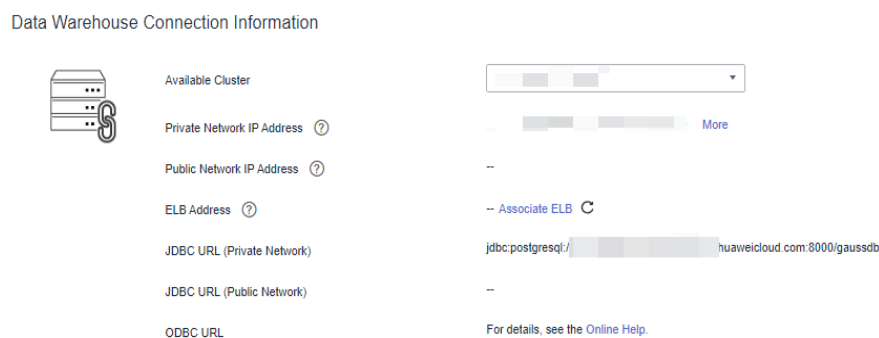 Data Warehouse Connection Information
Available Cluster
Private Network IP Address ? More
Public Network IP Address ? --
ELB Address ? -- Associate ELB
JDBC URL (Private Network) jdbc:postgresql:/ huaweicloud.com:8000/gaussdb
JDBC URL (Public Network) --
ODBC URL For details, see the Online Help.